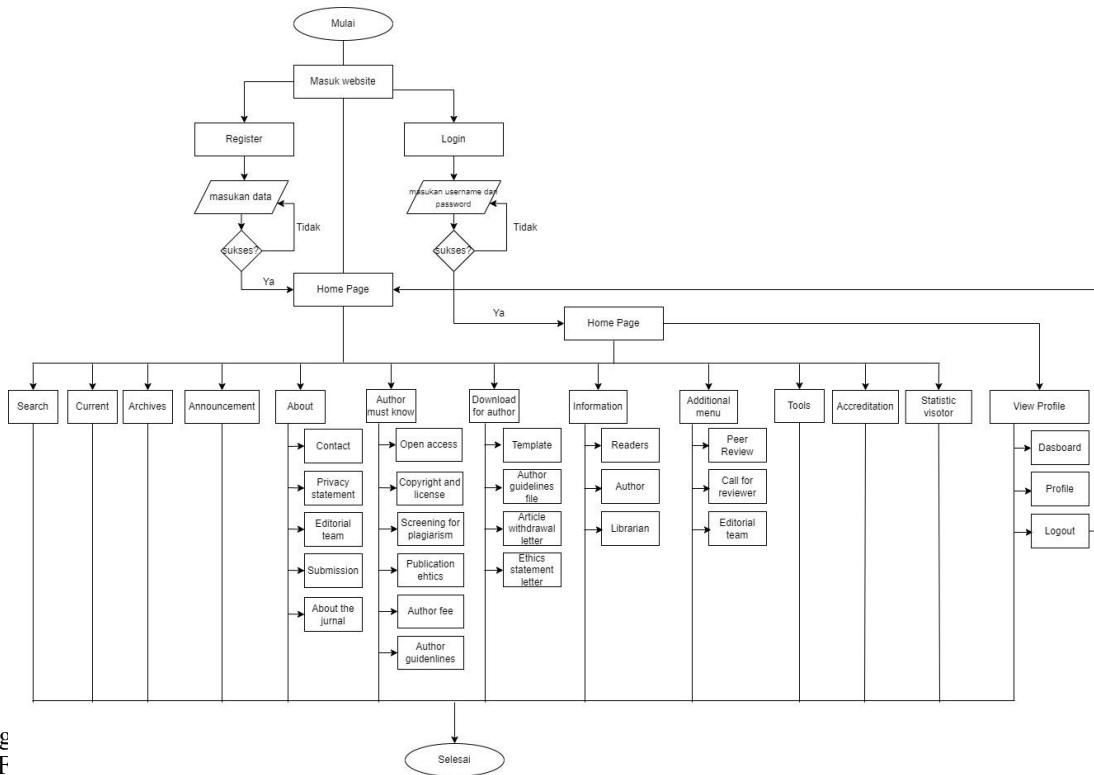 Mulai
Masuk website
Register
Login
masukan data
masukan username dan
password
Tidak
Tidak
sukses?
sukses?
Ya
Home Page
Ya
Home Page
Search
Current
Archives
Announcement
About
Author
must know
Download
for author
Information
Additional
menu
Tools
Accreditation
Statistic
visotor
View Profile
Contact
Privacy
statement
Editorial
team
Submission
About the
jurnal
Open access
Copyright and
license
Screening for
plagiarism
Publication
ehtics
Author fee
Author
guidenlines
Template
Author
guidelines
file
Article
withdrawal
letter
Ethics
statement
letter
Readers
Author
Librarian
Peer
Review
Call for
reviewer
Editorial
team
Dasboard
Profile
Logout
Selesai
g